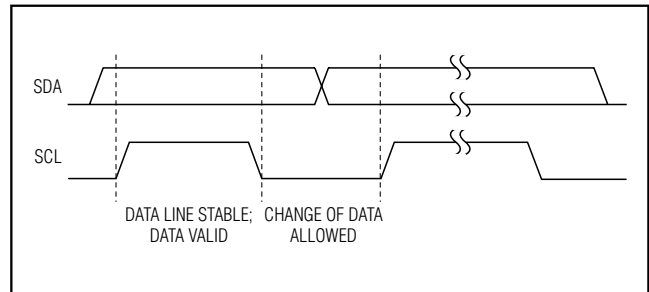 SDA
SCL
DATA LINE STABLE;
DATA VALID
CHANGE OF DATA
ALLOWED